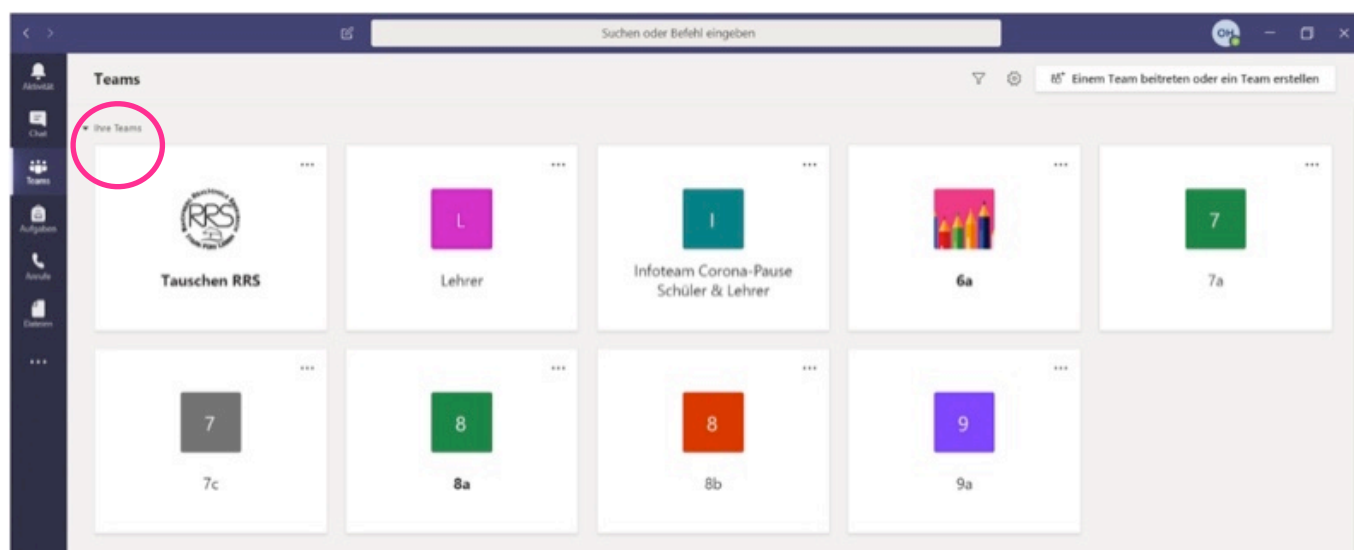 Suchen oder Befehl eingeben
OH
Aktivität
Teams
Einem Team beitreten oder ein Team erstellen
Chat
Ihre Teams
Teams
Aufgaben
Anrufe
Dateien
RRS
Tauschen RRS
L
Lehrer
I
Infoteam Corona-Pause
Schüler & Lehrer
6a
7
7a
7
7c
8
8a
8
8b
9
9a